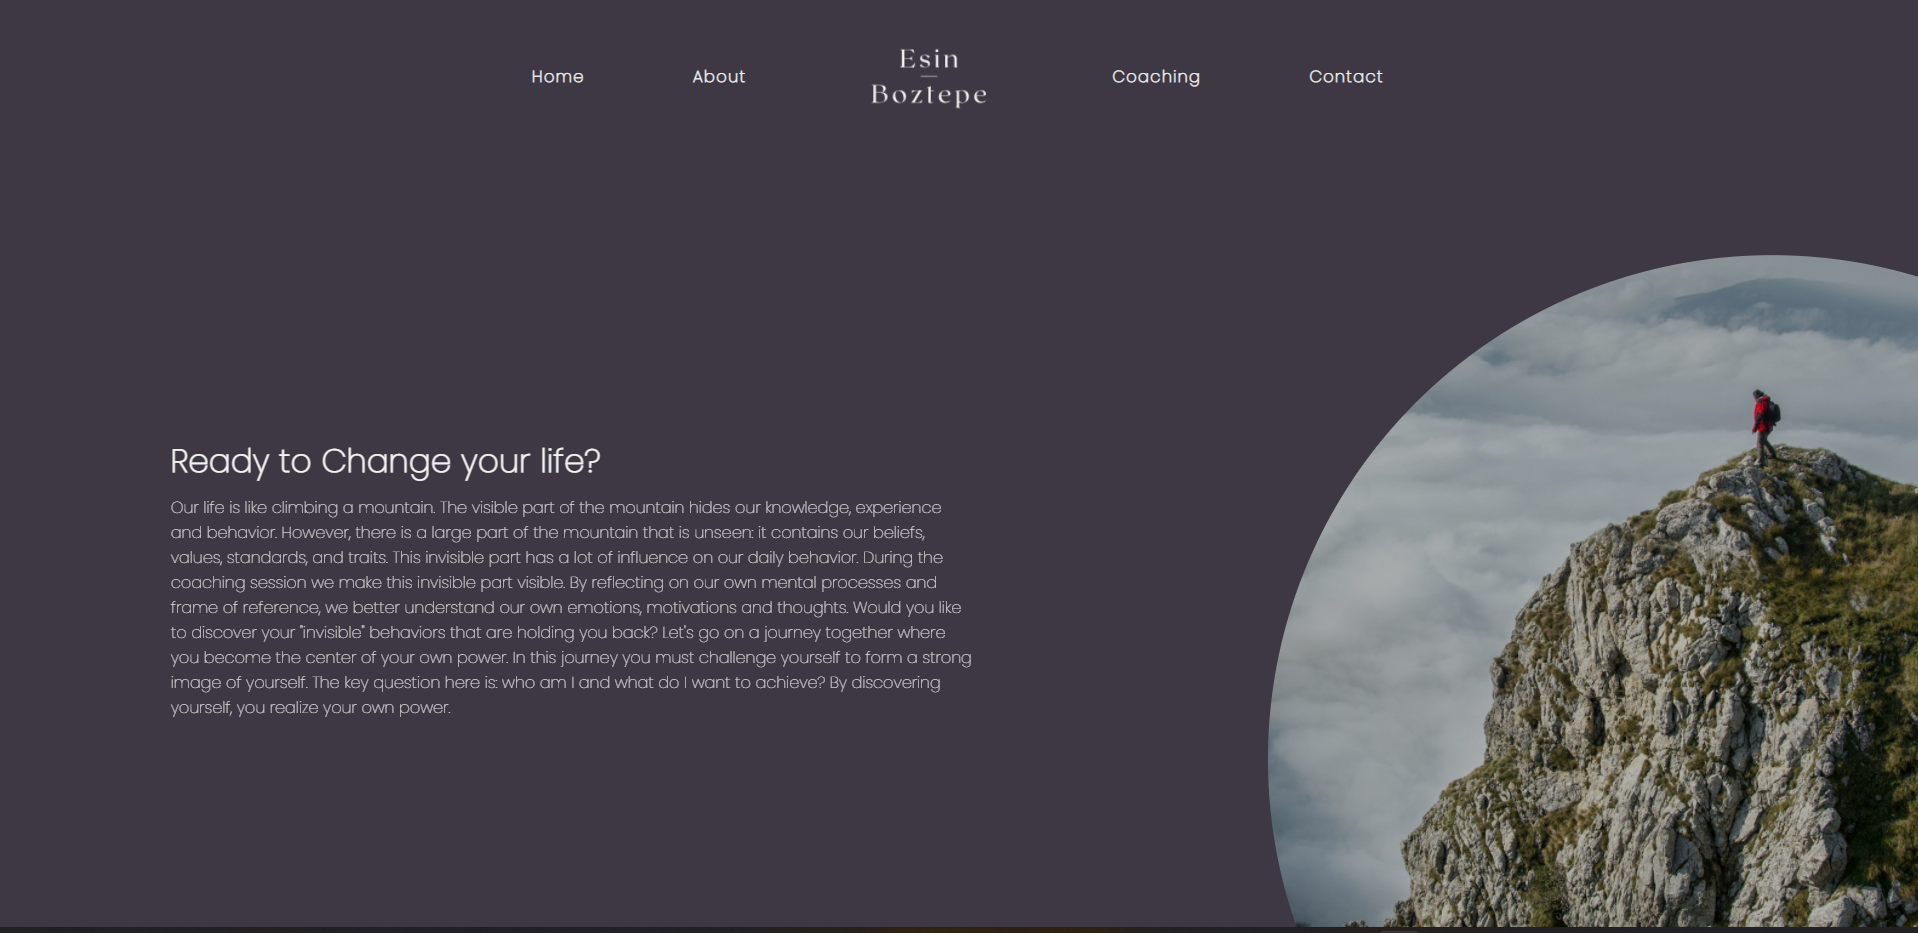 Home About Esin Boztepe Coaching Contact
Ready to Change your life?
Our life is like climbing a mountain. The visible part of the mountain hides our knowledge, experience
and behavior. However, there is a large part of the mountain that is unseen: it contains our beliefs,
values, standards, and traits. This invisible part has a lot of influence on our daily behavior. During the
coaching session we make this invisible part visible. By reflecting on our own mental processes and
frame of reference, we better understand our own emotions, motivations and thoughts. Would you like
to discover your "invisible" behaviors that are holding you back? Let's go on a journey together where
you become the center of your own power. In this journey you must challenge yourself to form a strong
image of yourself. The key question here is: who am I and what do I want to achieve? By discovering
yourself, you realize your own power.